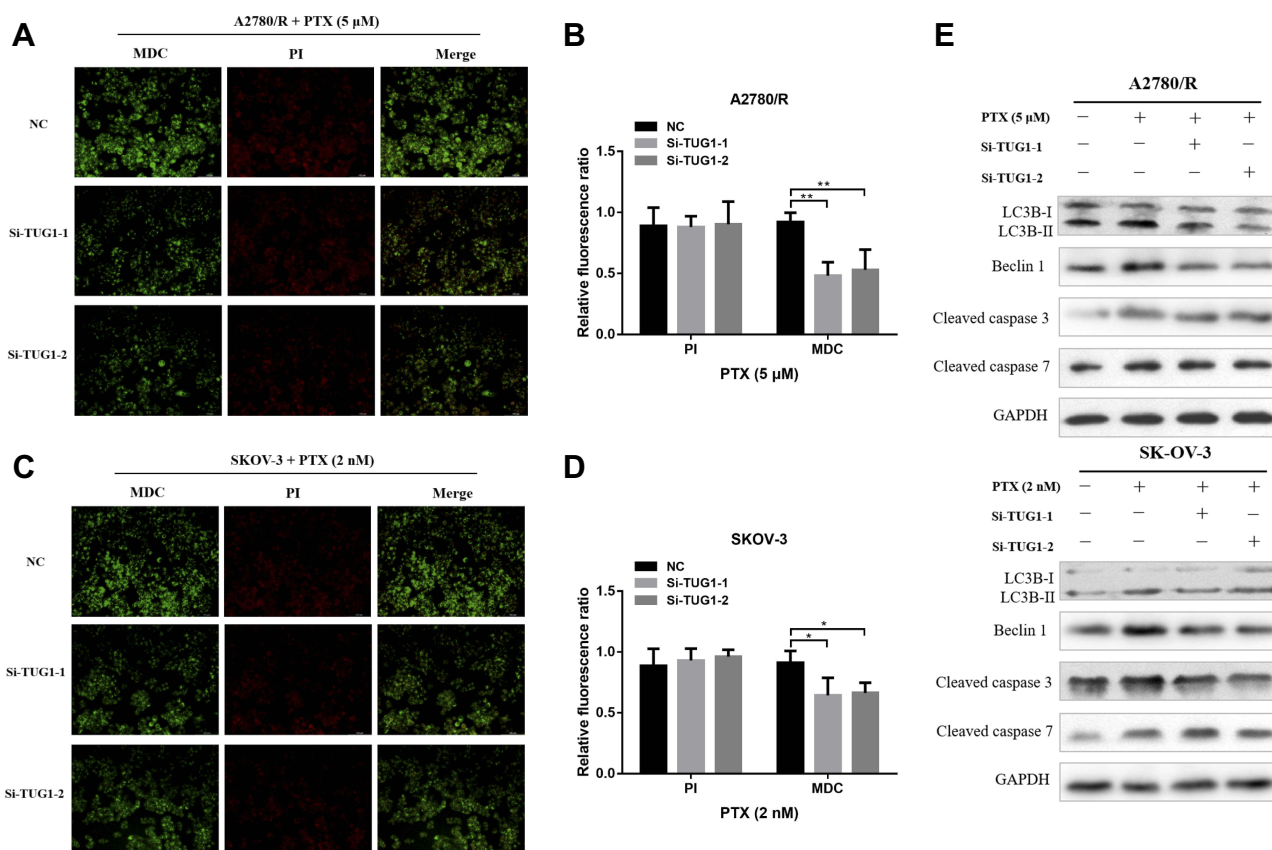 A
A2780/R + PTX (5 µM)
MDC PI Merge
NC
Si-TUG1-1
Si-TUG1-2
B
A2780/R
NC
Si-TUG1-1
Si-TUG1-2
Relative fluorescence ratio
1.5
1.0
0.5
0.0
** **
PI MDC
PTX (5 µM)
C
SKOV-3 + PTX (2 nM)
MDC PI Merge
NC
Si-TUG1-1
Si-TUG1-2
D
SKOV-3
NC
Si-TUG1-1
Si-TUG1-2
Relative fluorescence ratio
1.5
1.0
0.5
0.0
* *
PI MDC
PTX (2 nM)
E
A2780/R
PTX (5 µM) − + + +
Si-TUG1-1 − − + −
Si-TUG1-2 − − − +
LC3B-I
LC3B-II
Beclin 1
Cleaved caspase 3
Cleaved caspase 7
GAPDH
SK-OV-3
PTX (2 nM) − + + +
Si-TUG1-1 − − + −
Si-TUG1-2 − − − +
LC3B-I
LC3B-II
Beclin 1
Cleaved caspase 3
Cleaved caspase 7
GAPDH